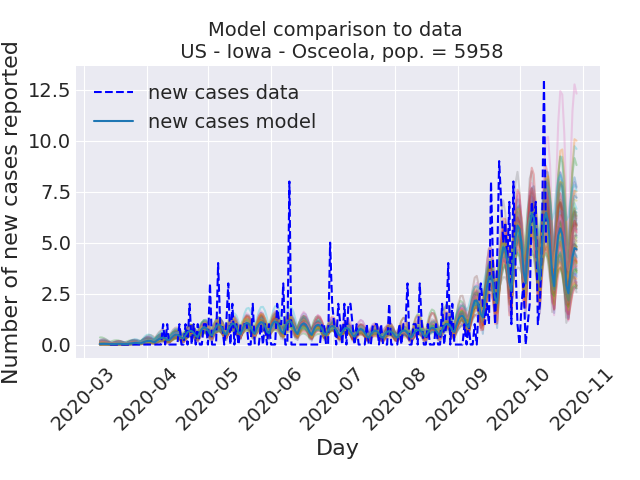 Model comparison to data
US - Iowa - Osceola, pop. = 5958
Number of new cases reported
12.5
10.0
7.5
5.0
2.5
0.0
new cases data
new cases model
2020-03
2020-04
2020-05
2020-06
2020-07
2020-08
2020-09
2020-10
2020-11
Day